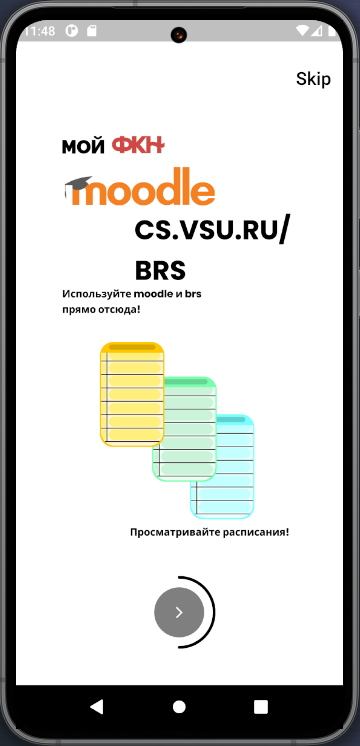 11:48
Skip
мой ФКН
moodle
CS.VSU.RU/
BRS
Используйте moodle и brs
прямо отсюда!
Просматривайте расписания!